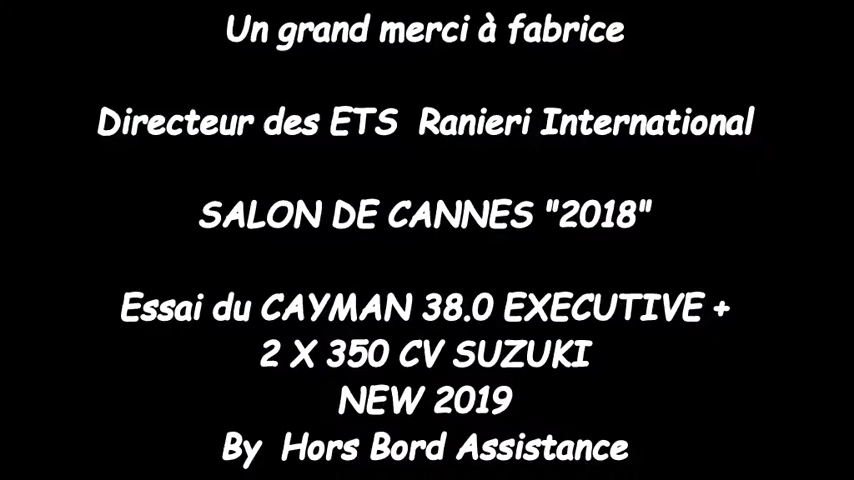 Un grand merci à fabrice
Directeur des ETS Ranieri International
SALON DE CANNES "2018"
Essai du CAYMAN 38.0 EXECUTIVE +
2 X 350 CV SUZUKI
NEW 2019
By Hors Bord Assistance